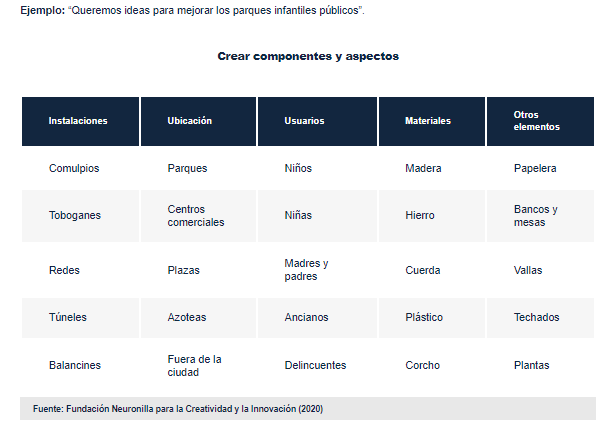 Ejemplo: “Queremos ideas para mejorar los parques infantiles públicos”.
Crear componentes y aspectos
Instalaciones Ubicación Usuarios Materiales Otros elementos
Comulpios Parques Niños Madera Papelera
Toboganes Centros comerciales Niñas Hierro Bancos y mesas
Redes Plazas Madres y padres Cuerda Vallas
Túneles Azoteas Ancianos Plástico Techados
Balancines Fuera de la ciudad Delincuentes Corcho Plantas
Fuente: Fundación Neuronilla para la Creatividad y la Innovación (2020)